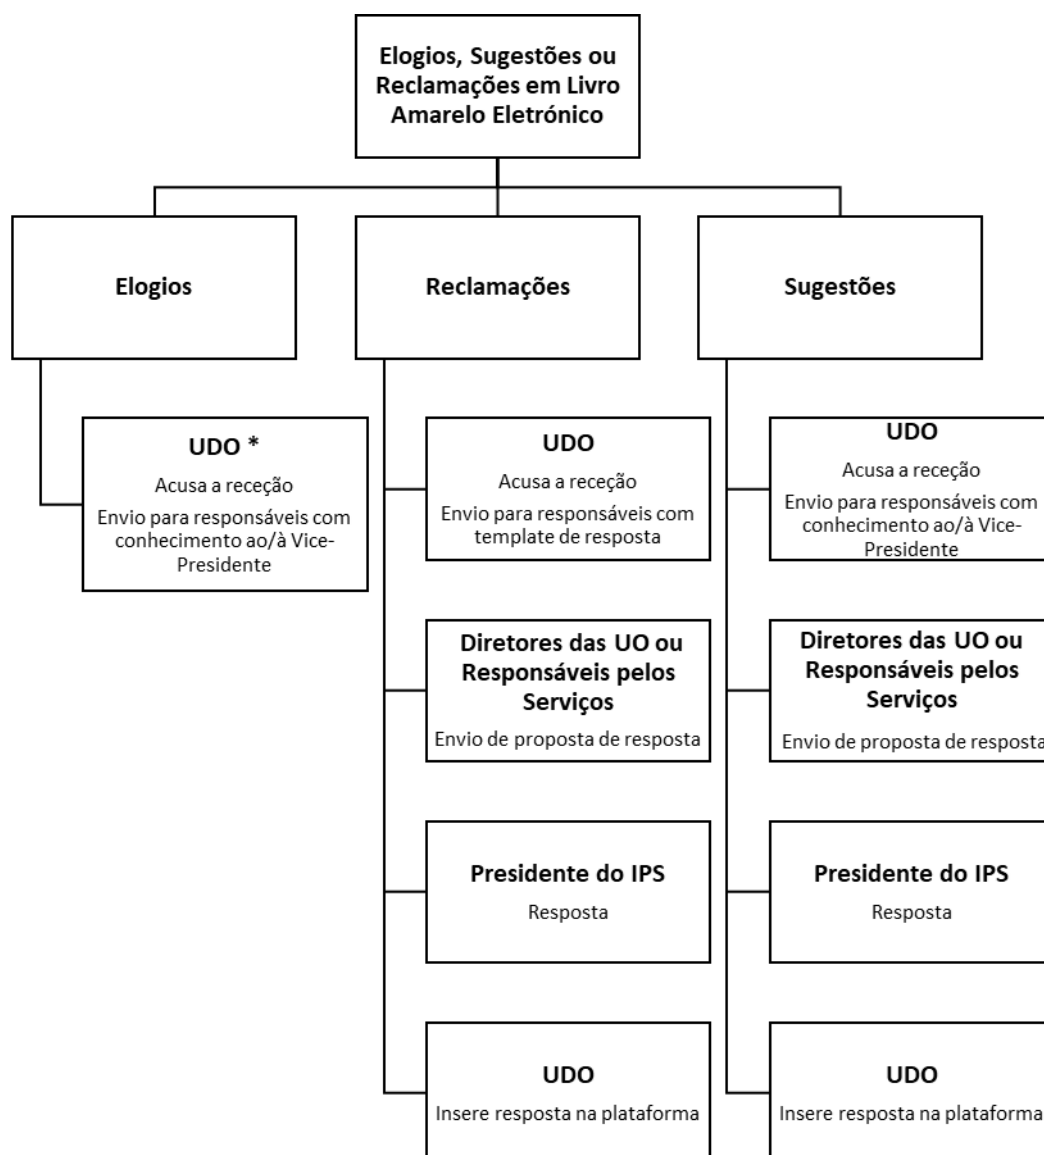 Elogios, Sugestões ou
Reclamações em Livro
Amarelo Eletrónico
Elogios
Reclamações
Sugestões
UDO *
Acusa a receção
Envio para responsáveis com
conhecimento ao/à Vice-
Presidente
UDO
Acusa a receção
Envio para responsáveis com
template de resposta
Diretores das UO ou
Responsáveis pelos
Serviços
Envio de proposta de resposta
Presidente do IPS
Resposta
UDO
Insere resposta na plataforma
UDO
Acusa a receção
Envio para responsáveis com
conhecimento ao/à Vice-
Presidente
Diretores das UO ou
Responsáveis pelos
Serviços
Envio de proposta de resposta
Presidente do IPS
Resposta
UDO
Insere resposta na plataforma